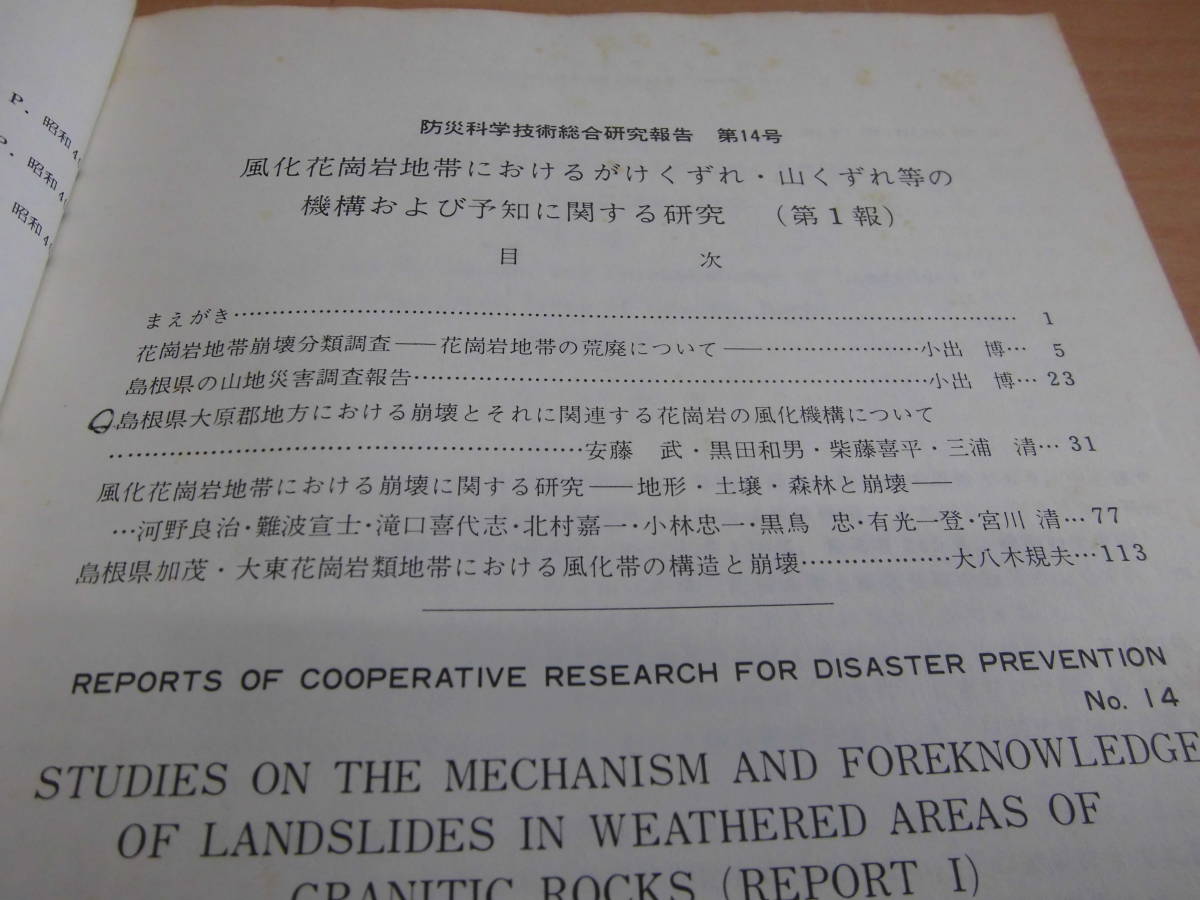 P. 昭和4
P. 昭和4
昭和4
防災科学技術総合研究報告 第14号
風化花崗岩地帯におけるがけくずれ・山くずれ等の
機構および予知に関する研究 (第1報)
目 次
まえがき…………………………………………………………………………… 1
花崗岩地帯崩壊分類調査——花崗岩地帯の荒廃について——………………小出 博… 5
島根県の山地災害調査報告……………………………………………………小出 博…23
島根県大原郡地方における崩壊とそれに関連する花崗岩の風化機構について
……………………………………………………安藤 武・黒田和男・柴藤喜平・三浦 清…31
風化花崗岩地帯における崩壊に関する研究——地形・土壌・森林と崩壊——
…河野良治・難波宣士・滝口喜代志・北村嘉一・小林忠一・黒鳥 忠・有光一登・宮川 清…77
島根県加茂・大東花崗岩類地帯における風化帯の構造と崩壊………………大八木規夫…113
REPORTS OF COOPERATIVE RESEARCH FOR DISASTER PREVENTION
No. 14
STUDIES ON THE MECHANISM AND FOREKNOWLEDGE
OF LANDSLIDES IN WEATHERED AREAS OF
GRANITIC ROCKS (REPORT I)